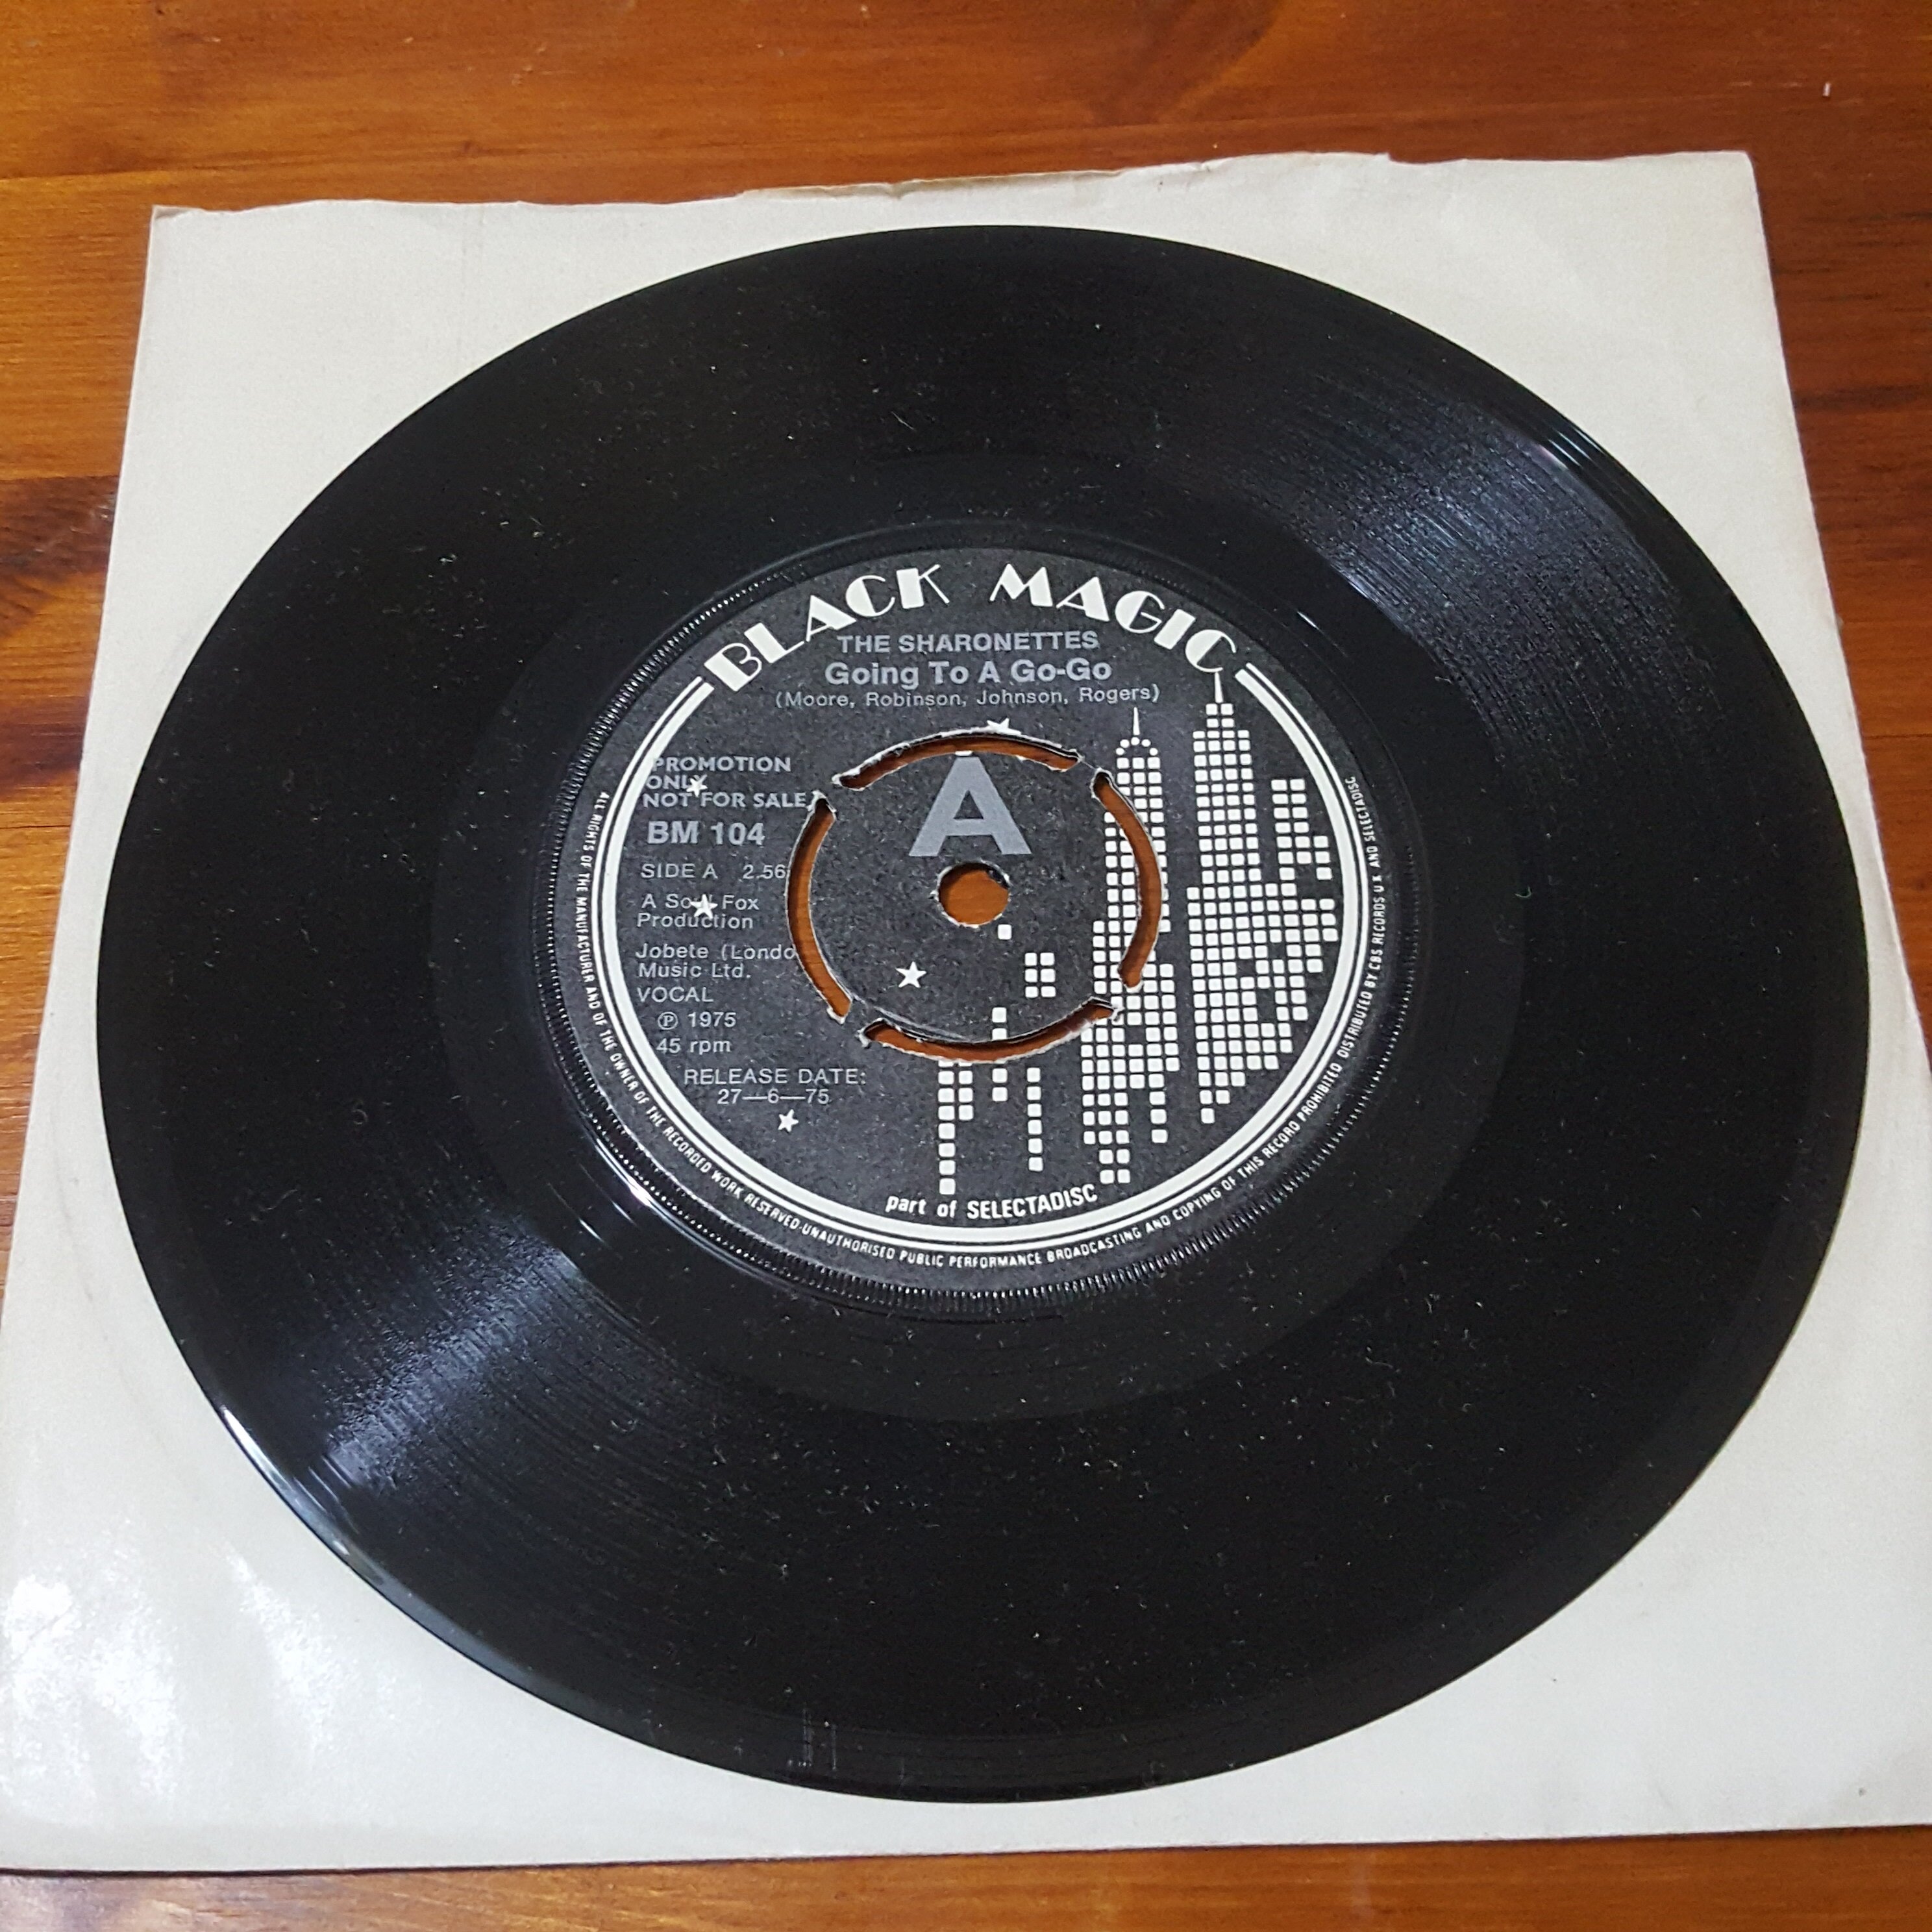 BLACK MAGIC
THE SHARONETTES
Going To A Go-Go
(Moore, Robinson, Johnson, Rogers)
PROMOTION
ONLY
NOT FOR SALE
A
BM 104
SIDE A 2.56
A Soul Fox
Production
Jobete (Londo
Music Ltd.
VOCAL
℗ 1975
45 rpm
RELEASE DATE:
27—6—75
part of SELECTADISC
ALL RIGHTS OF THE MANUFACTURER AND OF THE OWNER OF THE RECORDED WORK RESERVED·UNAUTHORISED PUBLIC PERFORMANCE BROADCASTING AND COPYING OF THIS RECORD PROHIBITED DISTRIBUTED BY CBS RECORDS UK AND SELECTADISC